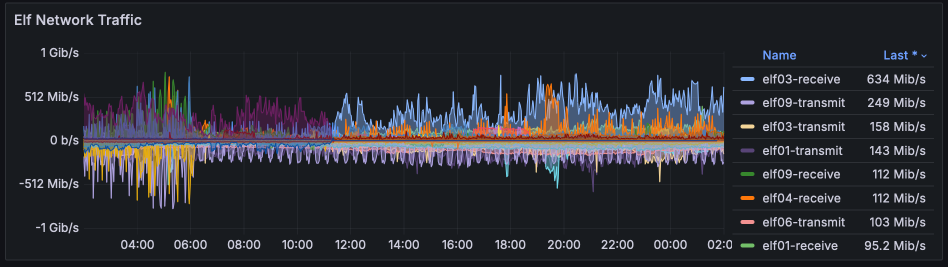 Elf Network Traffic
1 Gib/s
512 Mib/s
0 b/s
-512 Mib/s
-1 Gib/s
04:00 06:00 08:00 10:00 12:00 14:00 16:00 18:00 20:00 22:00 00:00 02:0
Name Last *
elf03-receive 634 Mib/s
elf09-transmit 249 Mib/s
elf03-transmit 158 Mib/s
elf01-transmit 143 Mib/s
elf09-receive 112 Mib/s
elf04-receive 112 Mib/s
elf06-transmit 103 Mib/s
elf01-receive 95.2 Mib/s